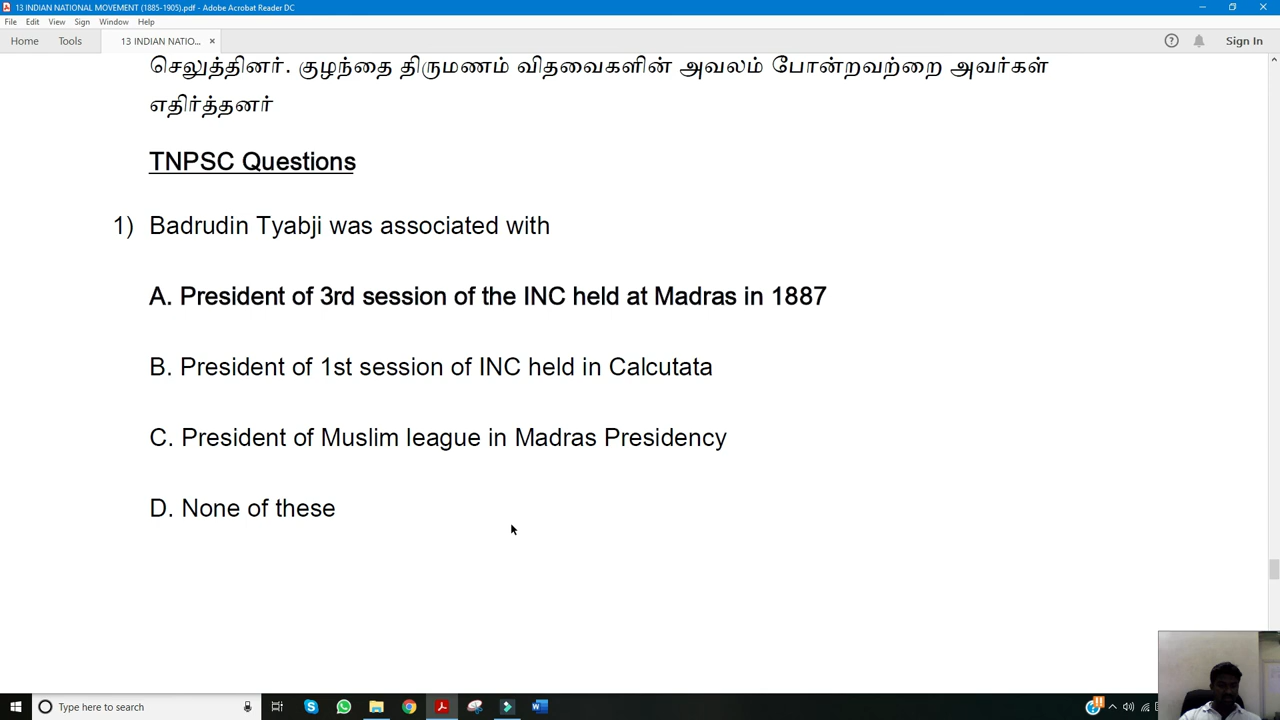 13 INDIAN NATIONAL MOVEMENT (1885-1905).pdf - Adobe Acrobat Reader DC
File Edit View Sign Window Help
Home Tools 13 INDIAN NATIO... × Sign In
செலுத்தினர். குழந்தை திருமணம் விதவைகளின் அவலம் போன்றவற்றை அவர்கள்
எதிர்த்தனர்
TNPSC Questions
1) Badrudin Tyabji was associated with
A. President of 3rd session of the INC held at Madras in 1887
B. President of 1st session of INC held in Calcutata
C. President of Muslim league in Madras Presidency
D. None of these
Type here to search